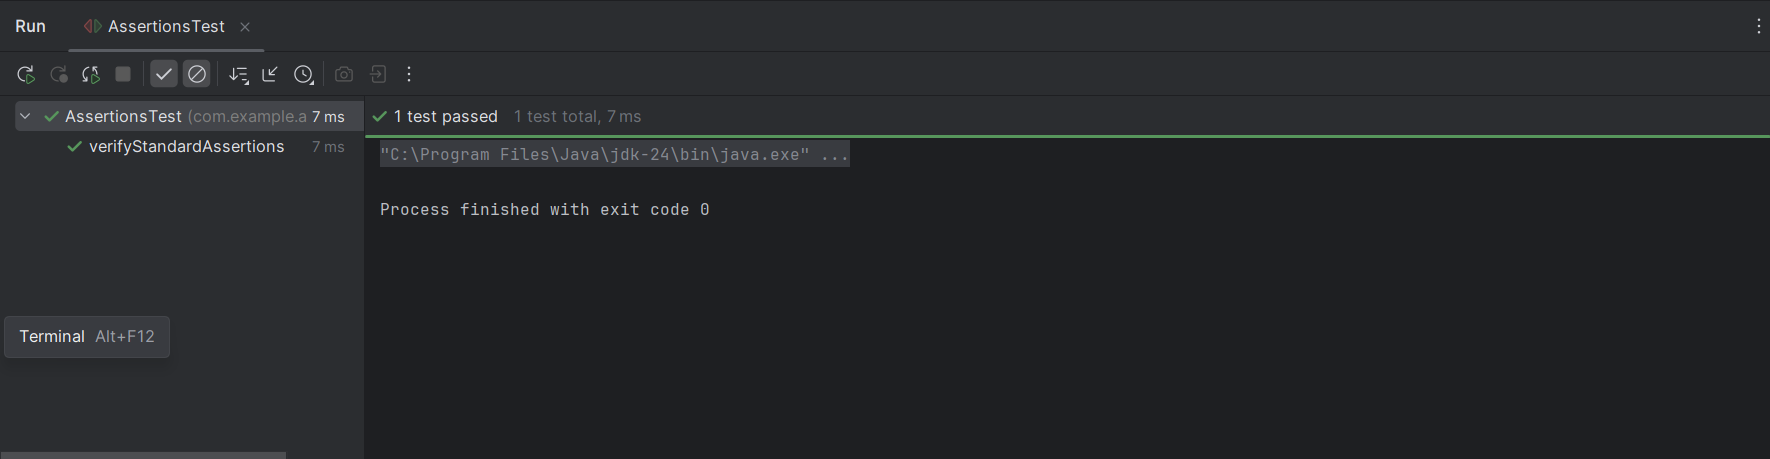 Run AssertionsTest
AssertionsTest (com.example.a 7 ms
verifyStandardAssertions 7 ms
1 test passed 1 test total, 7 ms
"C:\Program Files\Java\jdk-24\bin\java.exe" ...
Process finished with exit code 0
Terminal Alt+F12